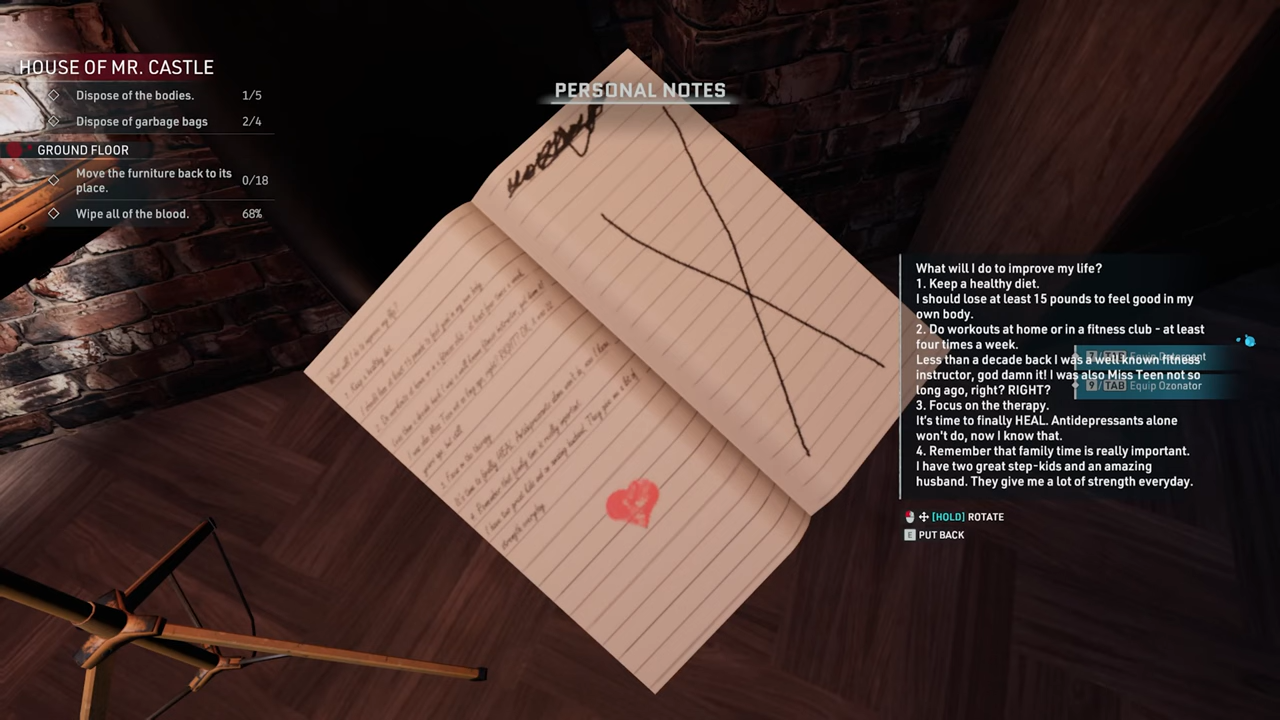 HOUSE OF MR. CASTLE
Dispose of the bodies. 1/5
Dispose of garbage bags 2/4
GROUND FLOOR
Move the furniture back to its
place. 0/18
Wipe all of the blood. 68%
PERSONAL NOTES
What will I do to improve my life?
1. Keep a healthy diet.
I should lose at least 15 pounds to feel good in my
own body.
2. Do workouts at home or in a fitness club - at least
four times a week.
Less than a decade back I was a well known fitness
instructor, god damn it! I was also Miss Teen not so
long ago, right? RIGHT?
3. Focus on the therapy.
It's time to finally HEAL. Antidepressants alone
won't do, now I know that.
4. Remember that family time is really important.
I have two great step-kids and an amazing
husband. They give me a lot of strength everyday.
9 / TAB Equip Ozonator
[HOLD] ROTATE
E PUT BACK